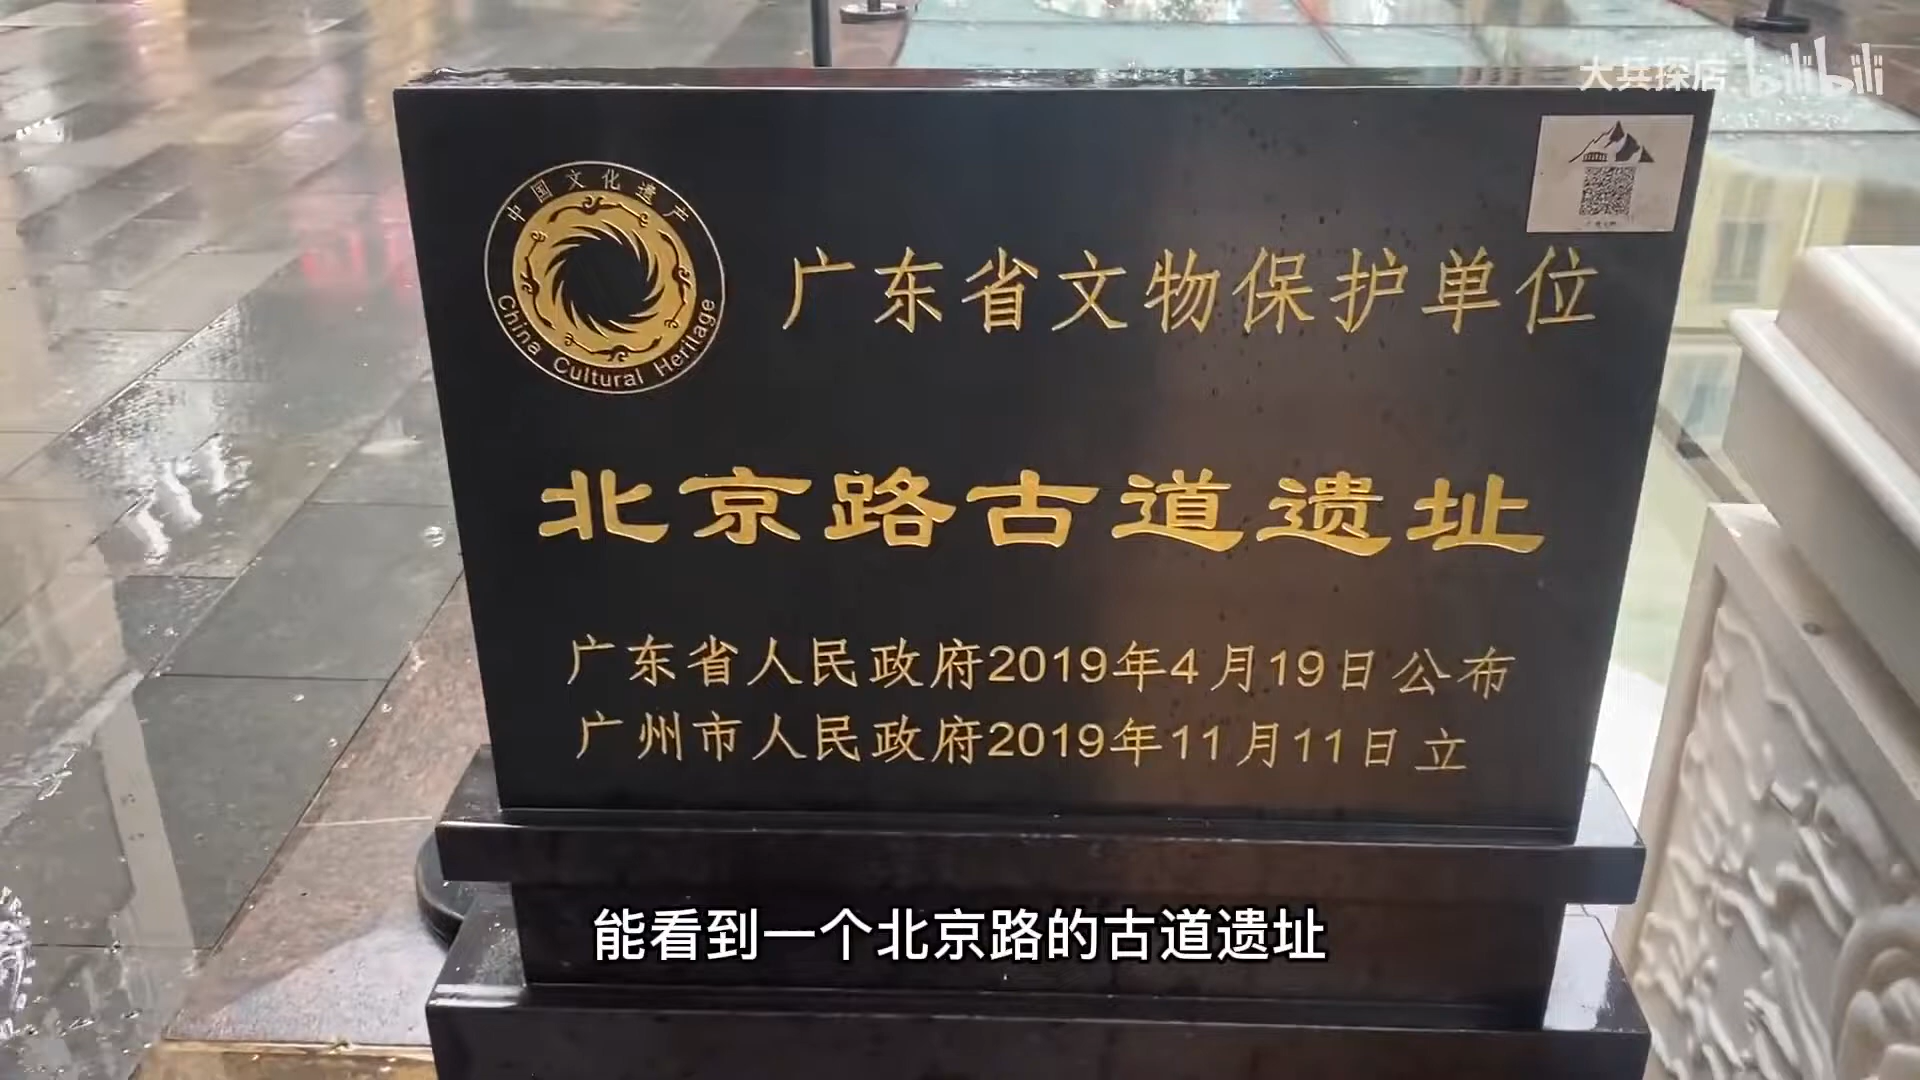 大兵探店 bilibili
中国文化遗产
China Cultural Heritage
广东省文物保护单位
北京路古道遗址
广东省人民政府2019年4月19日公布
广州市人民政府2019年11月11日立
能看到一个北京路的古道遗址